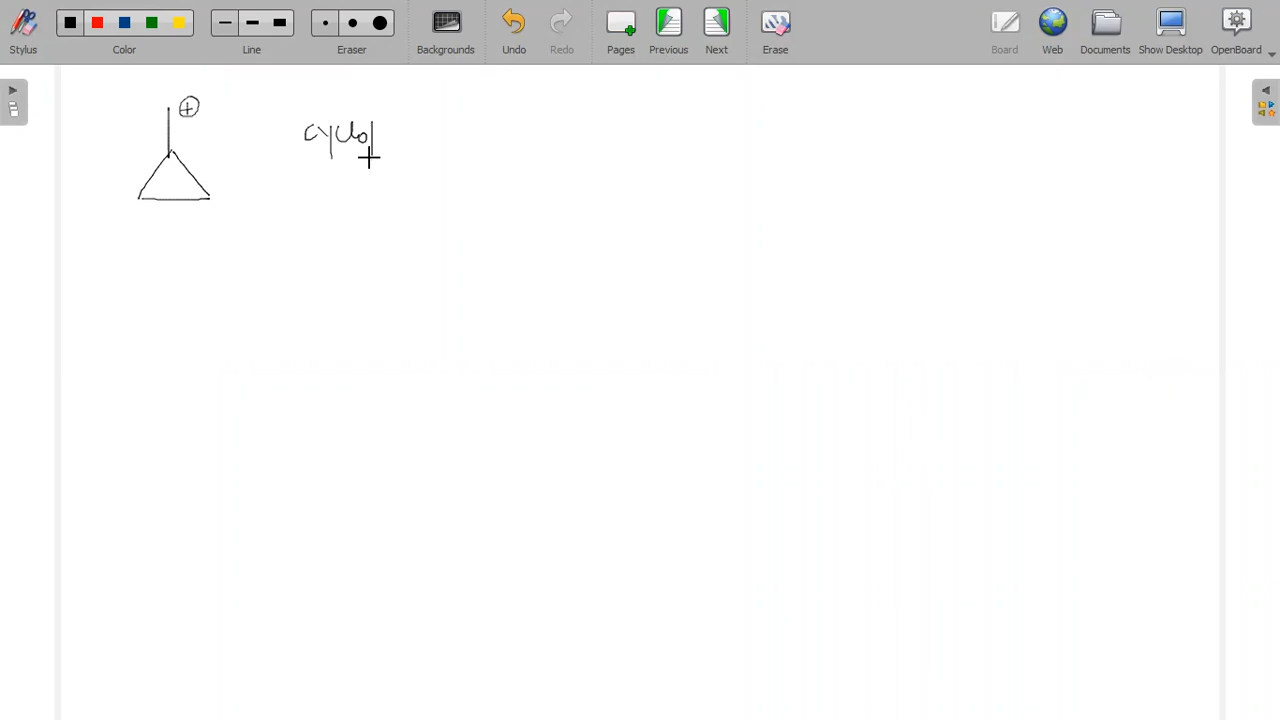 Stylus
Color
Line
Eraser
Backgrounds
Undo
Redo
Pages
Previous
Next
Erase
Board
Web
Documents
Show Desktop
OpenBoard
⊕
cyclo